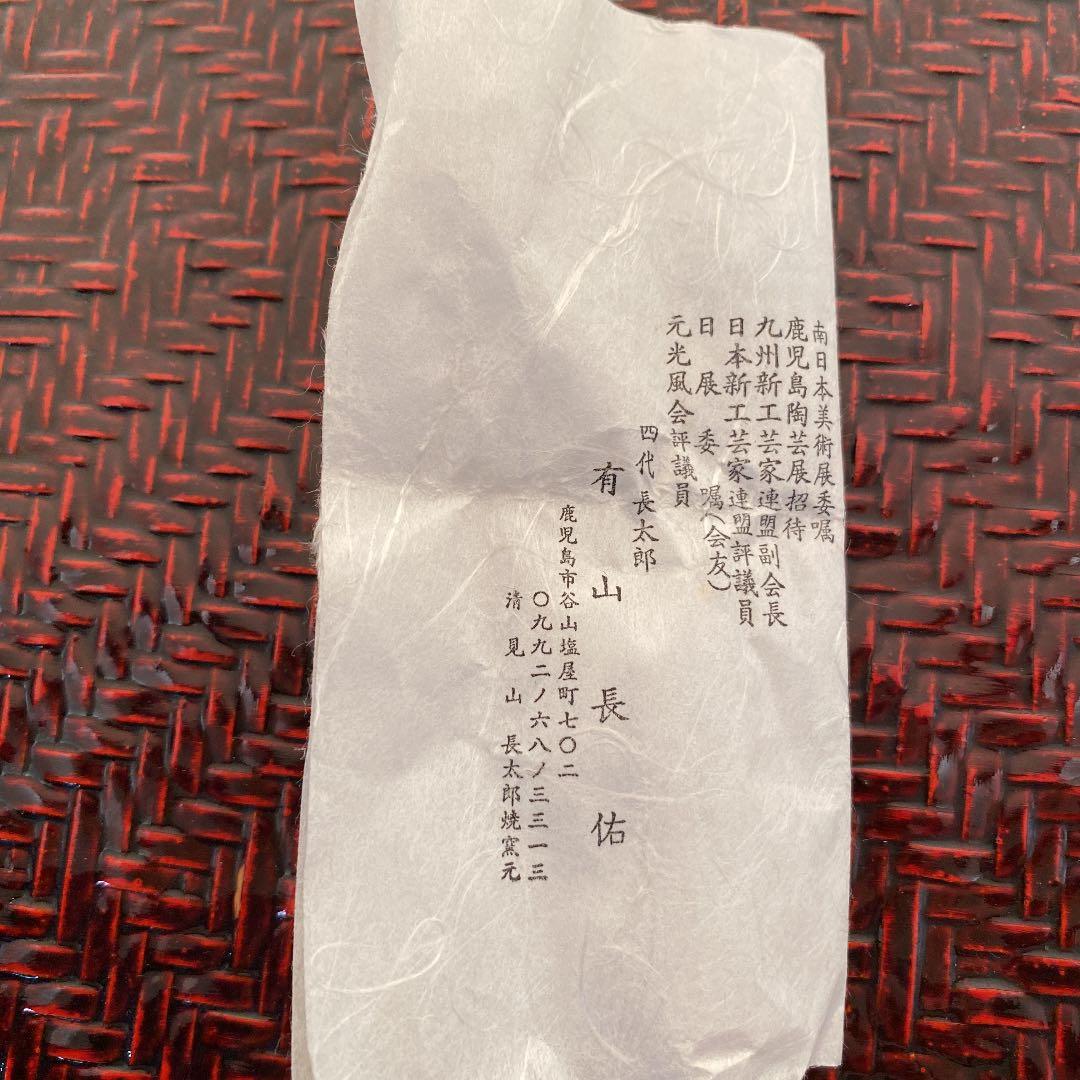 南日本美術展委嘱
鹿児島陶芸展招待
九州新工芸家連盟副会長
日本新工芸家連盟評議員
日展委嘱(会友)
元光風会評議員
四代長太郎
有山長佑
鹿児島市谷山塩屋町七〇二
〇九九二ノ六八ノ三三一三
清見山長太郎焼窯元